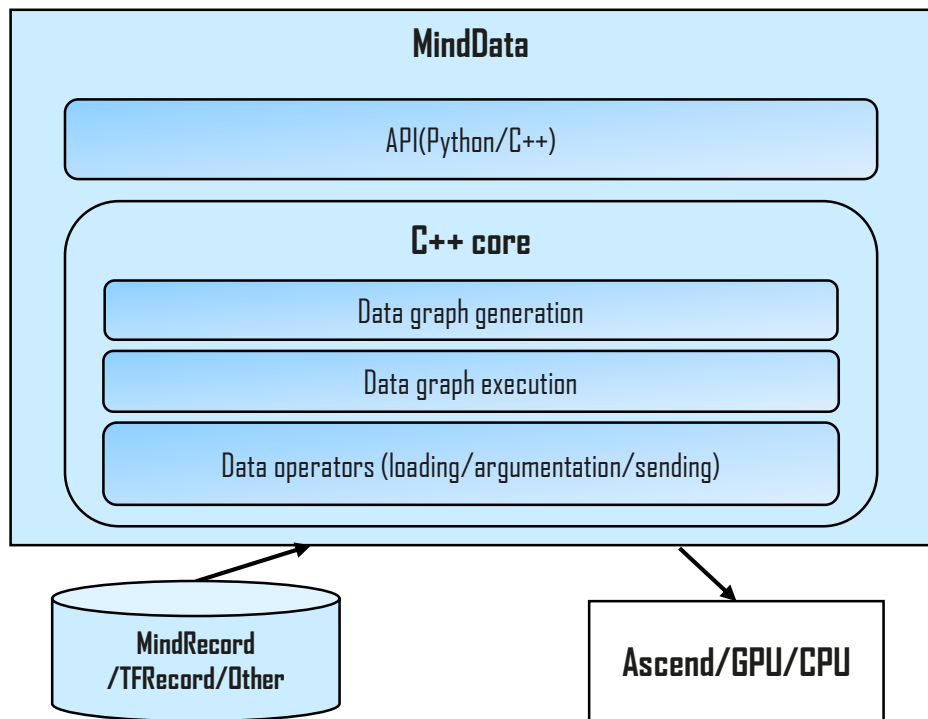 MindData
API(Python/C++)
C++ core
Data graph generation
Data graph execution
Data operators (loading/argumentation/sending)
MindRecord
/TFRecord/Other
Ascend/GPU/CPU